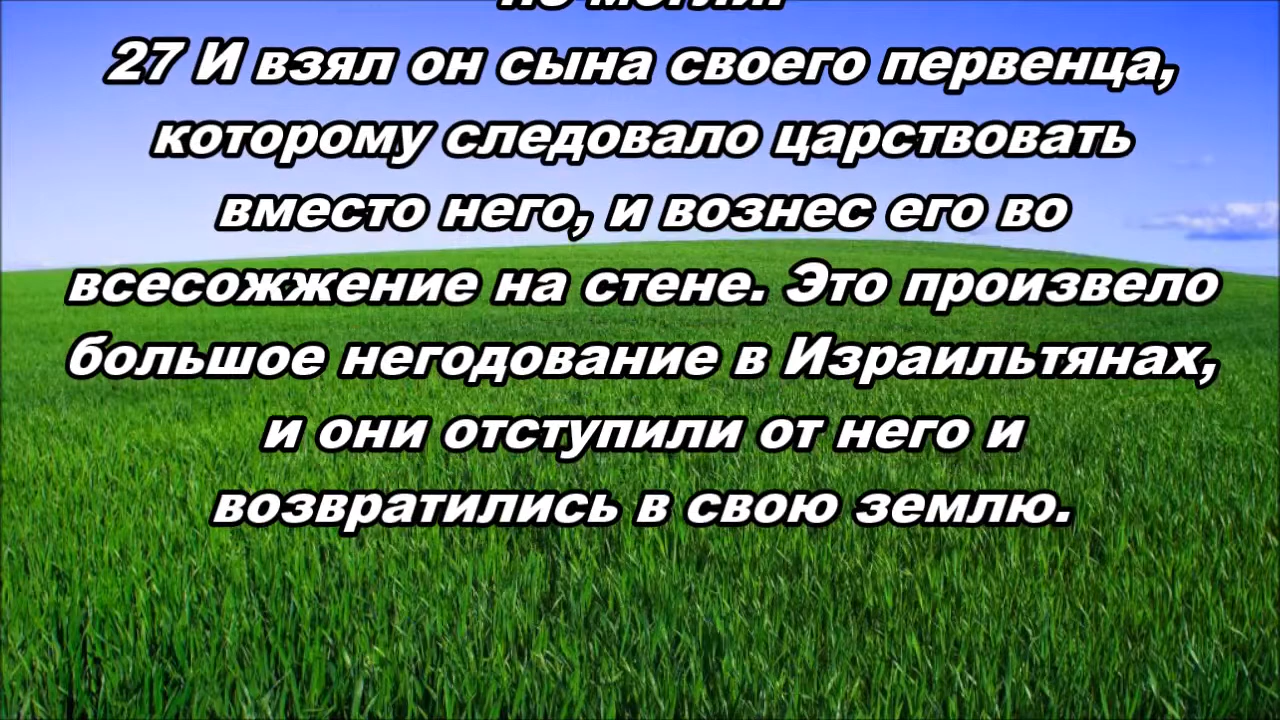 27 И взял он сына своего первенца,
которому следовало царствовать
вместо него, и вознес его во
всесожжение на стене. Это произвело
большое негодование в Израильтянах,
и они отступили от него и
возвратились в свою землю.